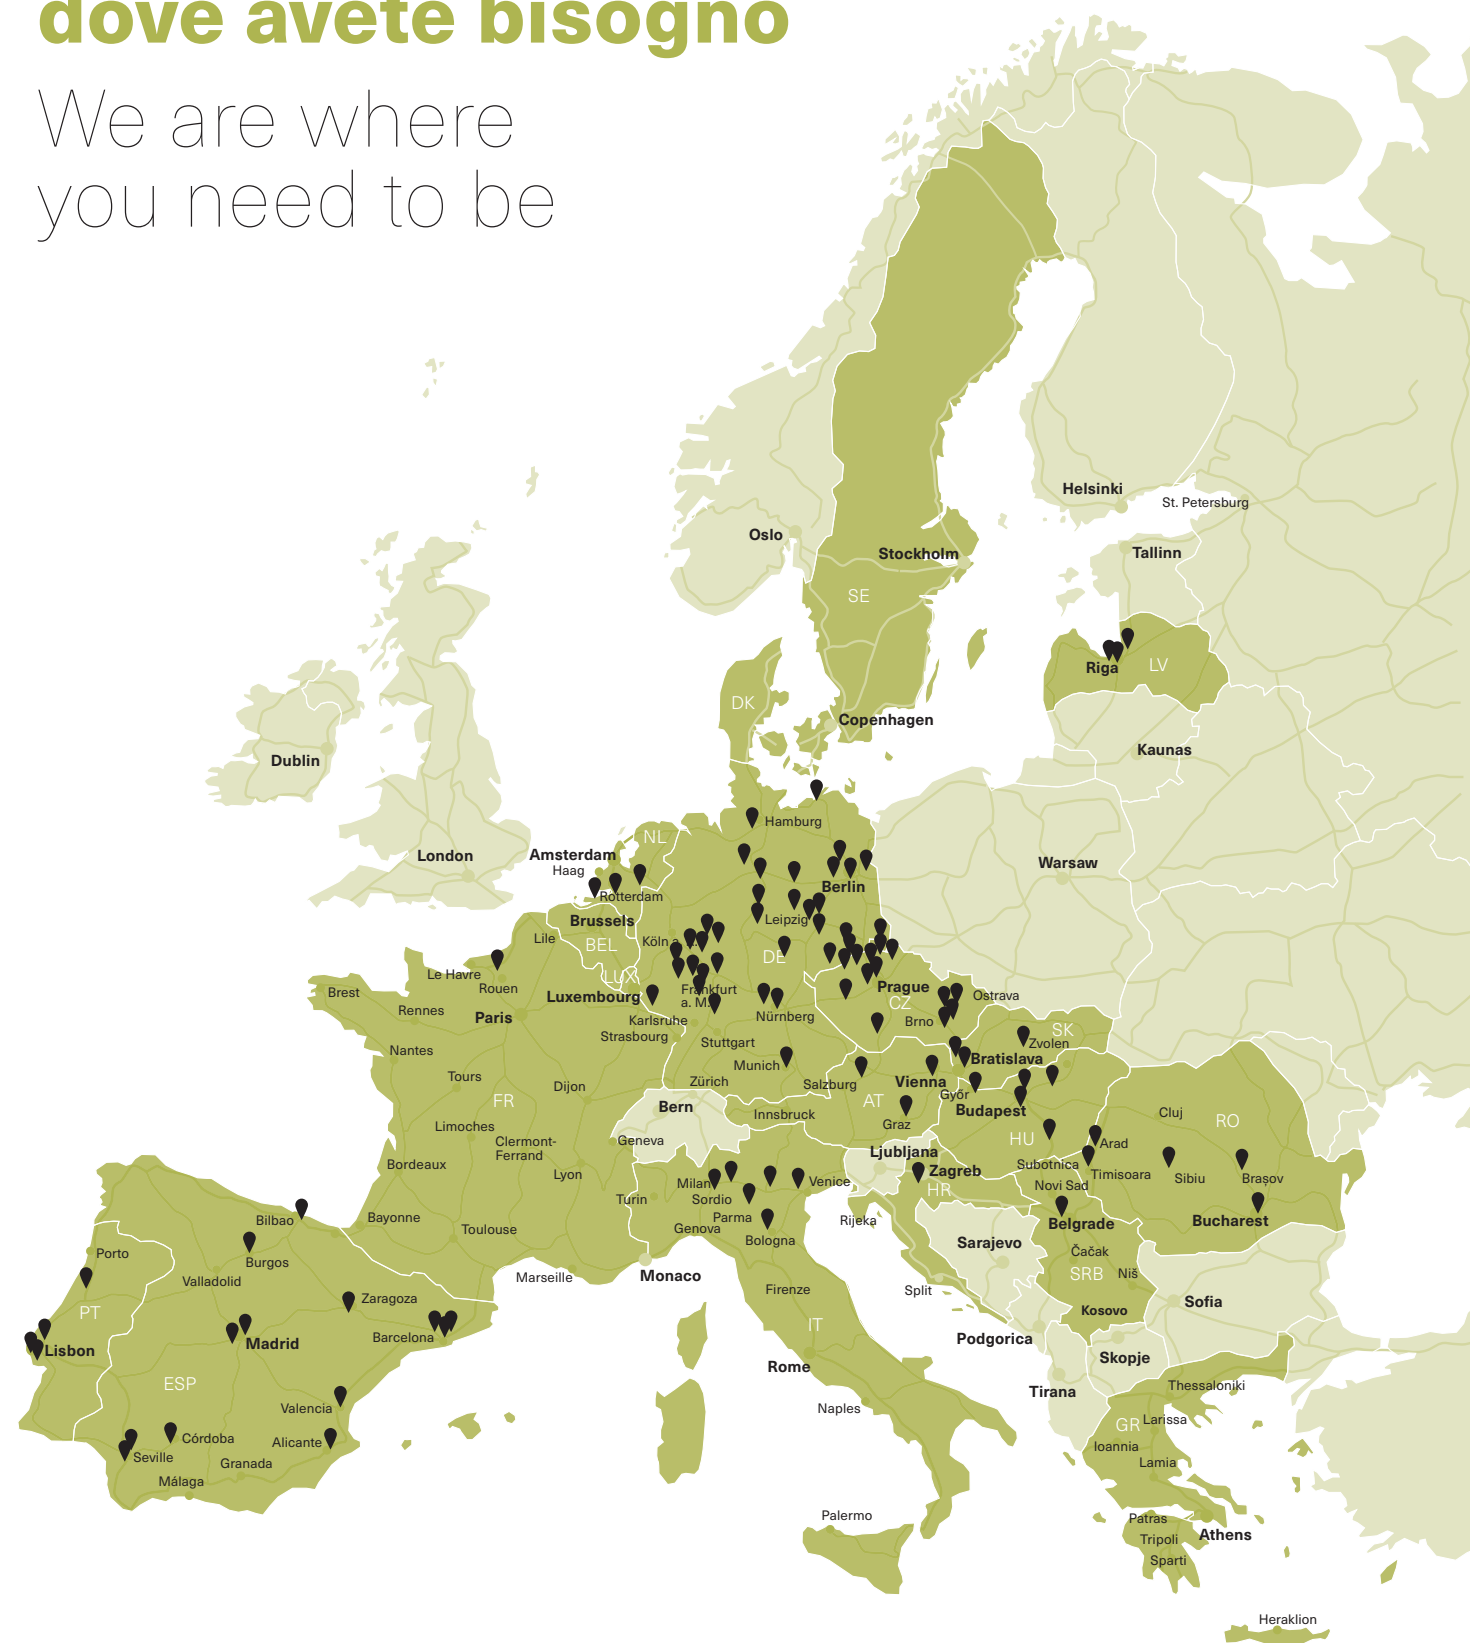 dove avete bisogno
We are where
you need to be
Helsinki
St. Petersburg
Oslo
Stockholm
Tallinn
SE
Riga
LV
DK
Copenhagen
Kaunas
Dublin
Hamburg
NL
London
Amsterdam
Haag
Warsaw
Berlin
Rotterdam
Brussels
Leipzig
Lile
BEL
Köln a.
DE
LUX
Le Havre
Rouen
Frankfurt
a. M.
Prague
Brest
Luxembourg
CZ
Ostrava
Rennes
Paris
Karlsruhe
Nürnberg
Brno
Strasbourg
Stuttgart
SK
Zvolen
Nantes
Munich
Bratislava
Tours
Dijon
Zürich
Salzburg
Vienna
Győr
FR
Bern
Innsbruck
AT
Budapest
Cluj
RO
Limoches
Graz
Clermont-
Ferrand
Geneva
HU
Arad
Ljubljana
Bordeaux
Lyon
Zagreb
Subotnica
Timisoara
Sibiu
Brașov
Milan
Venice
Novi Sad
Turin
Sordio
HR
Bayonne
Parma
Rijeka
Bilbao
Toulouse
Genova
Belgrade
Bucharest
Bologna
Sarajevo
Porto
Burgos
Čačak
Valladolid
Marseille
Monaco
SRB
Niš
Firenze
Split
Zaragoza
Sofia
PT
Kosovo
IT
Barcelona
Podgorica
Madrid
Lisbon
Skopje
Rome
ESP
Tirana
Thessaloniki
Valencia
Naples
GR
Larissa
Córdoba
Alicante
Ioannia
Seville
Granada
Lamia
Málaga
Palermo
Patras
Athens
Tripoli
Sparti
Heraklion